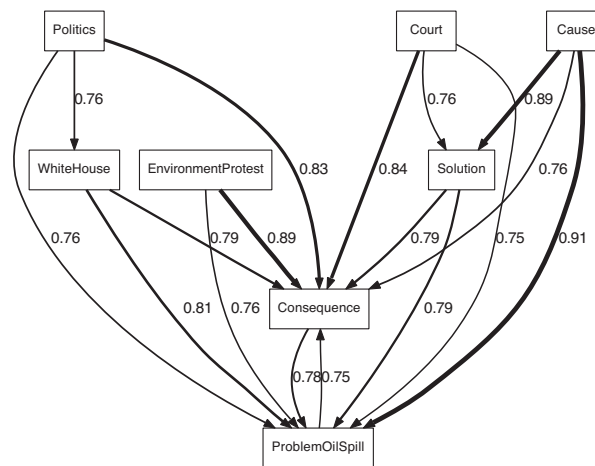 Politics Court Cause
0.76 0.76 0.89
WhiteHouse EnvironmentProtest 0.83 0.84 Solution 0.76
0.76 0.79 0.89 0.79 0.75 0.91
0.81 0.76 Consequence 0.79
0.78 0.75
ProblemOilSpill